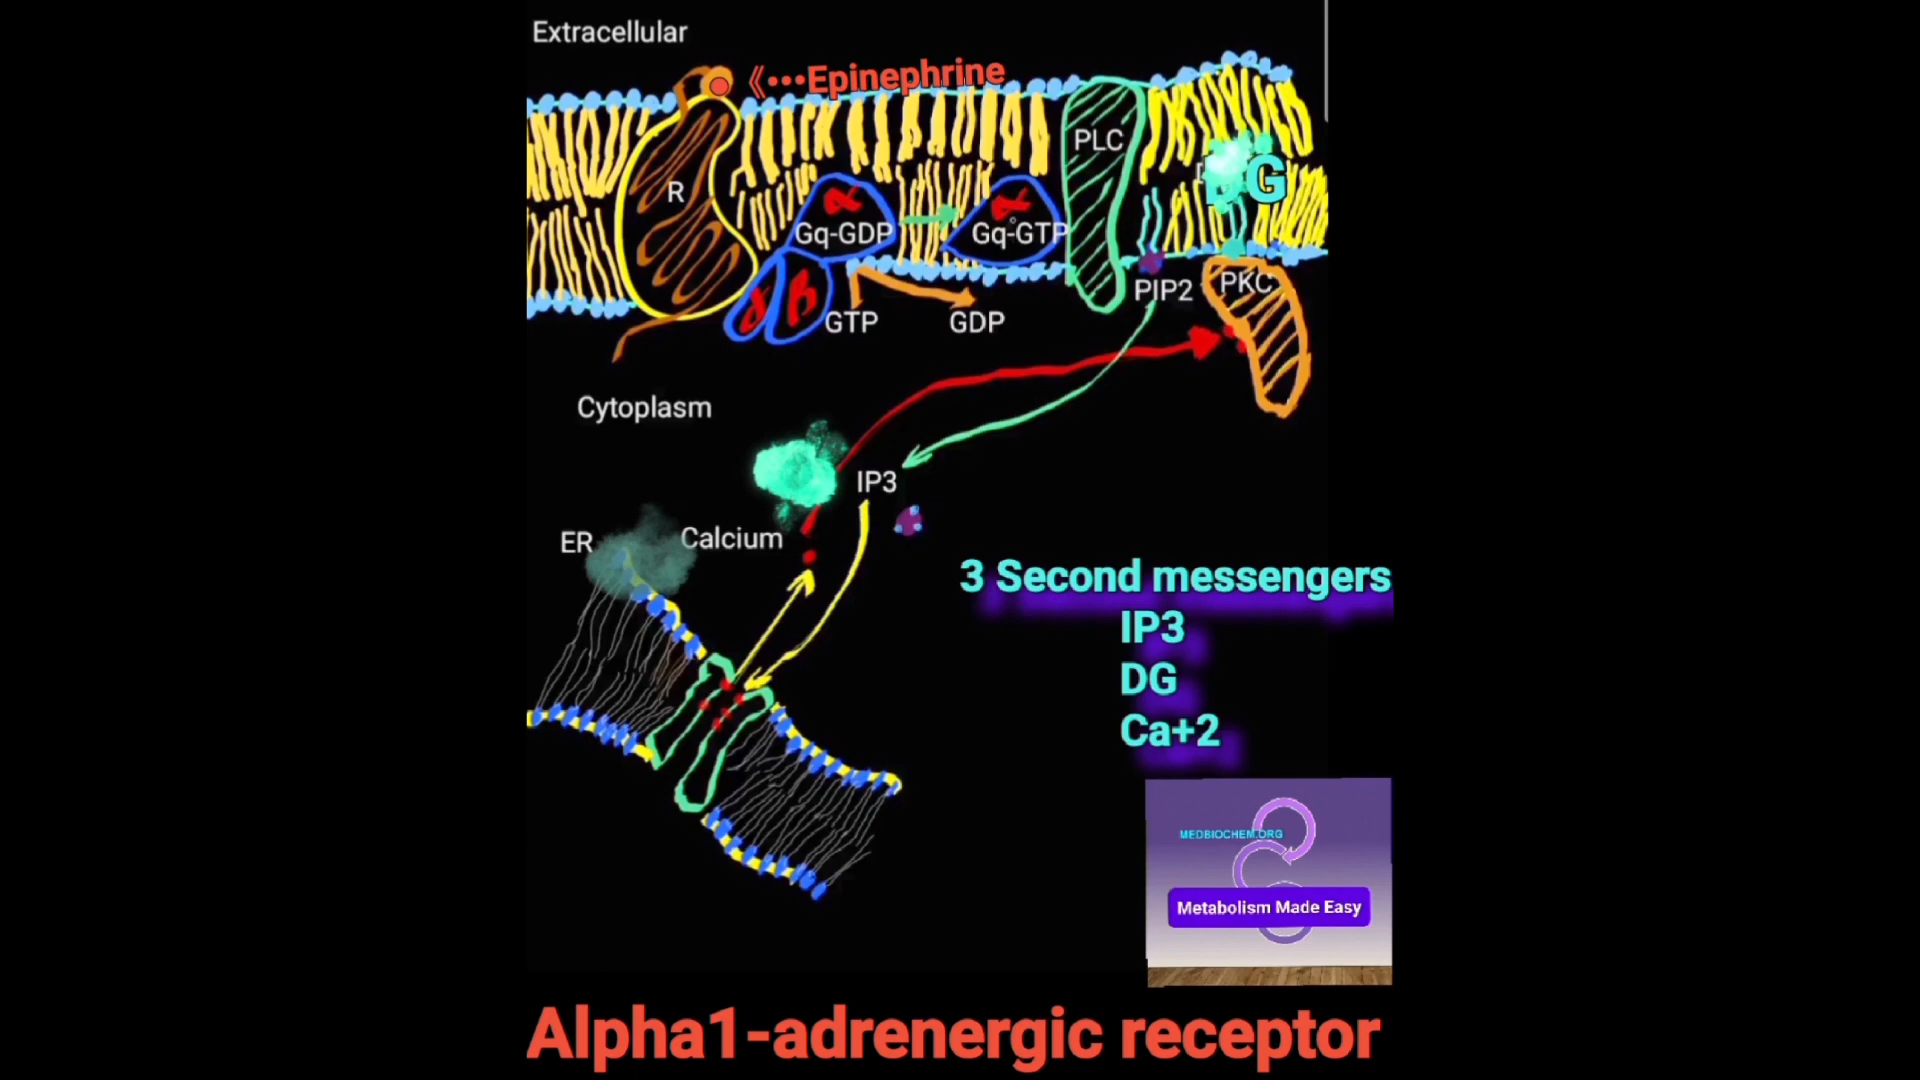 Extracellular
《•••Epinephrine
PLC
DG
R
α
α
Gq-GDP
Gq-GTP
γ
β
GTP
GDP
PIP2
PKC
Cytoplasm
IP3
ER
Calcium
3 Second messengers
IP3
DG
Ca+2
MEDBIOCHEM.ORG
Metabolism Made Easy
Alpha1-adrenergic receptor